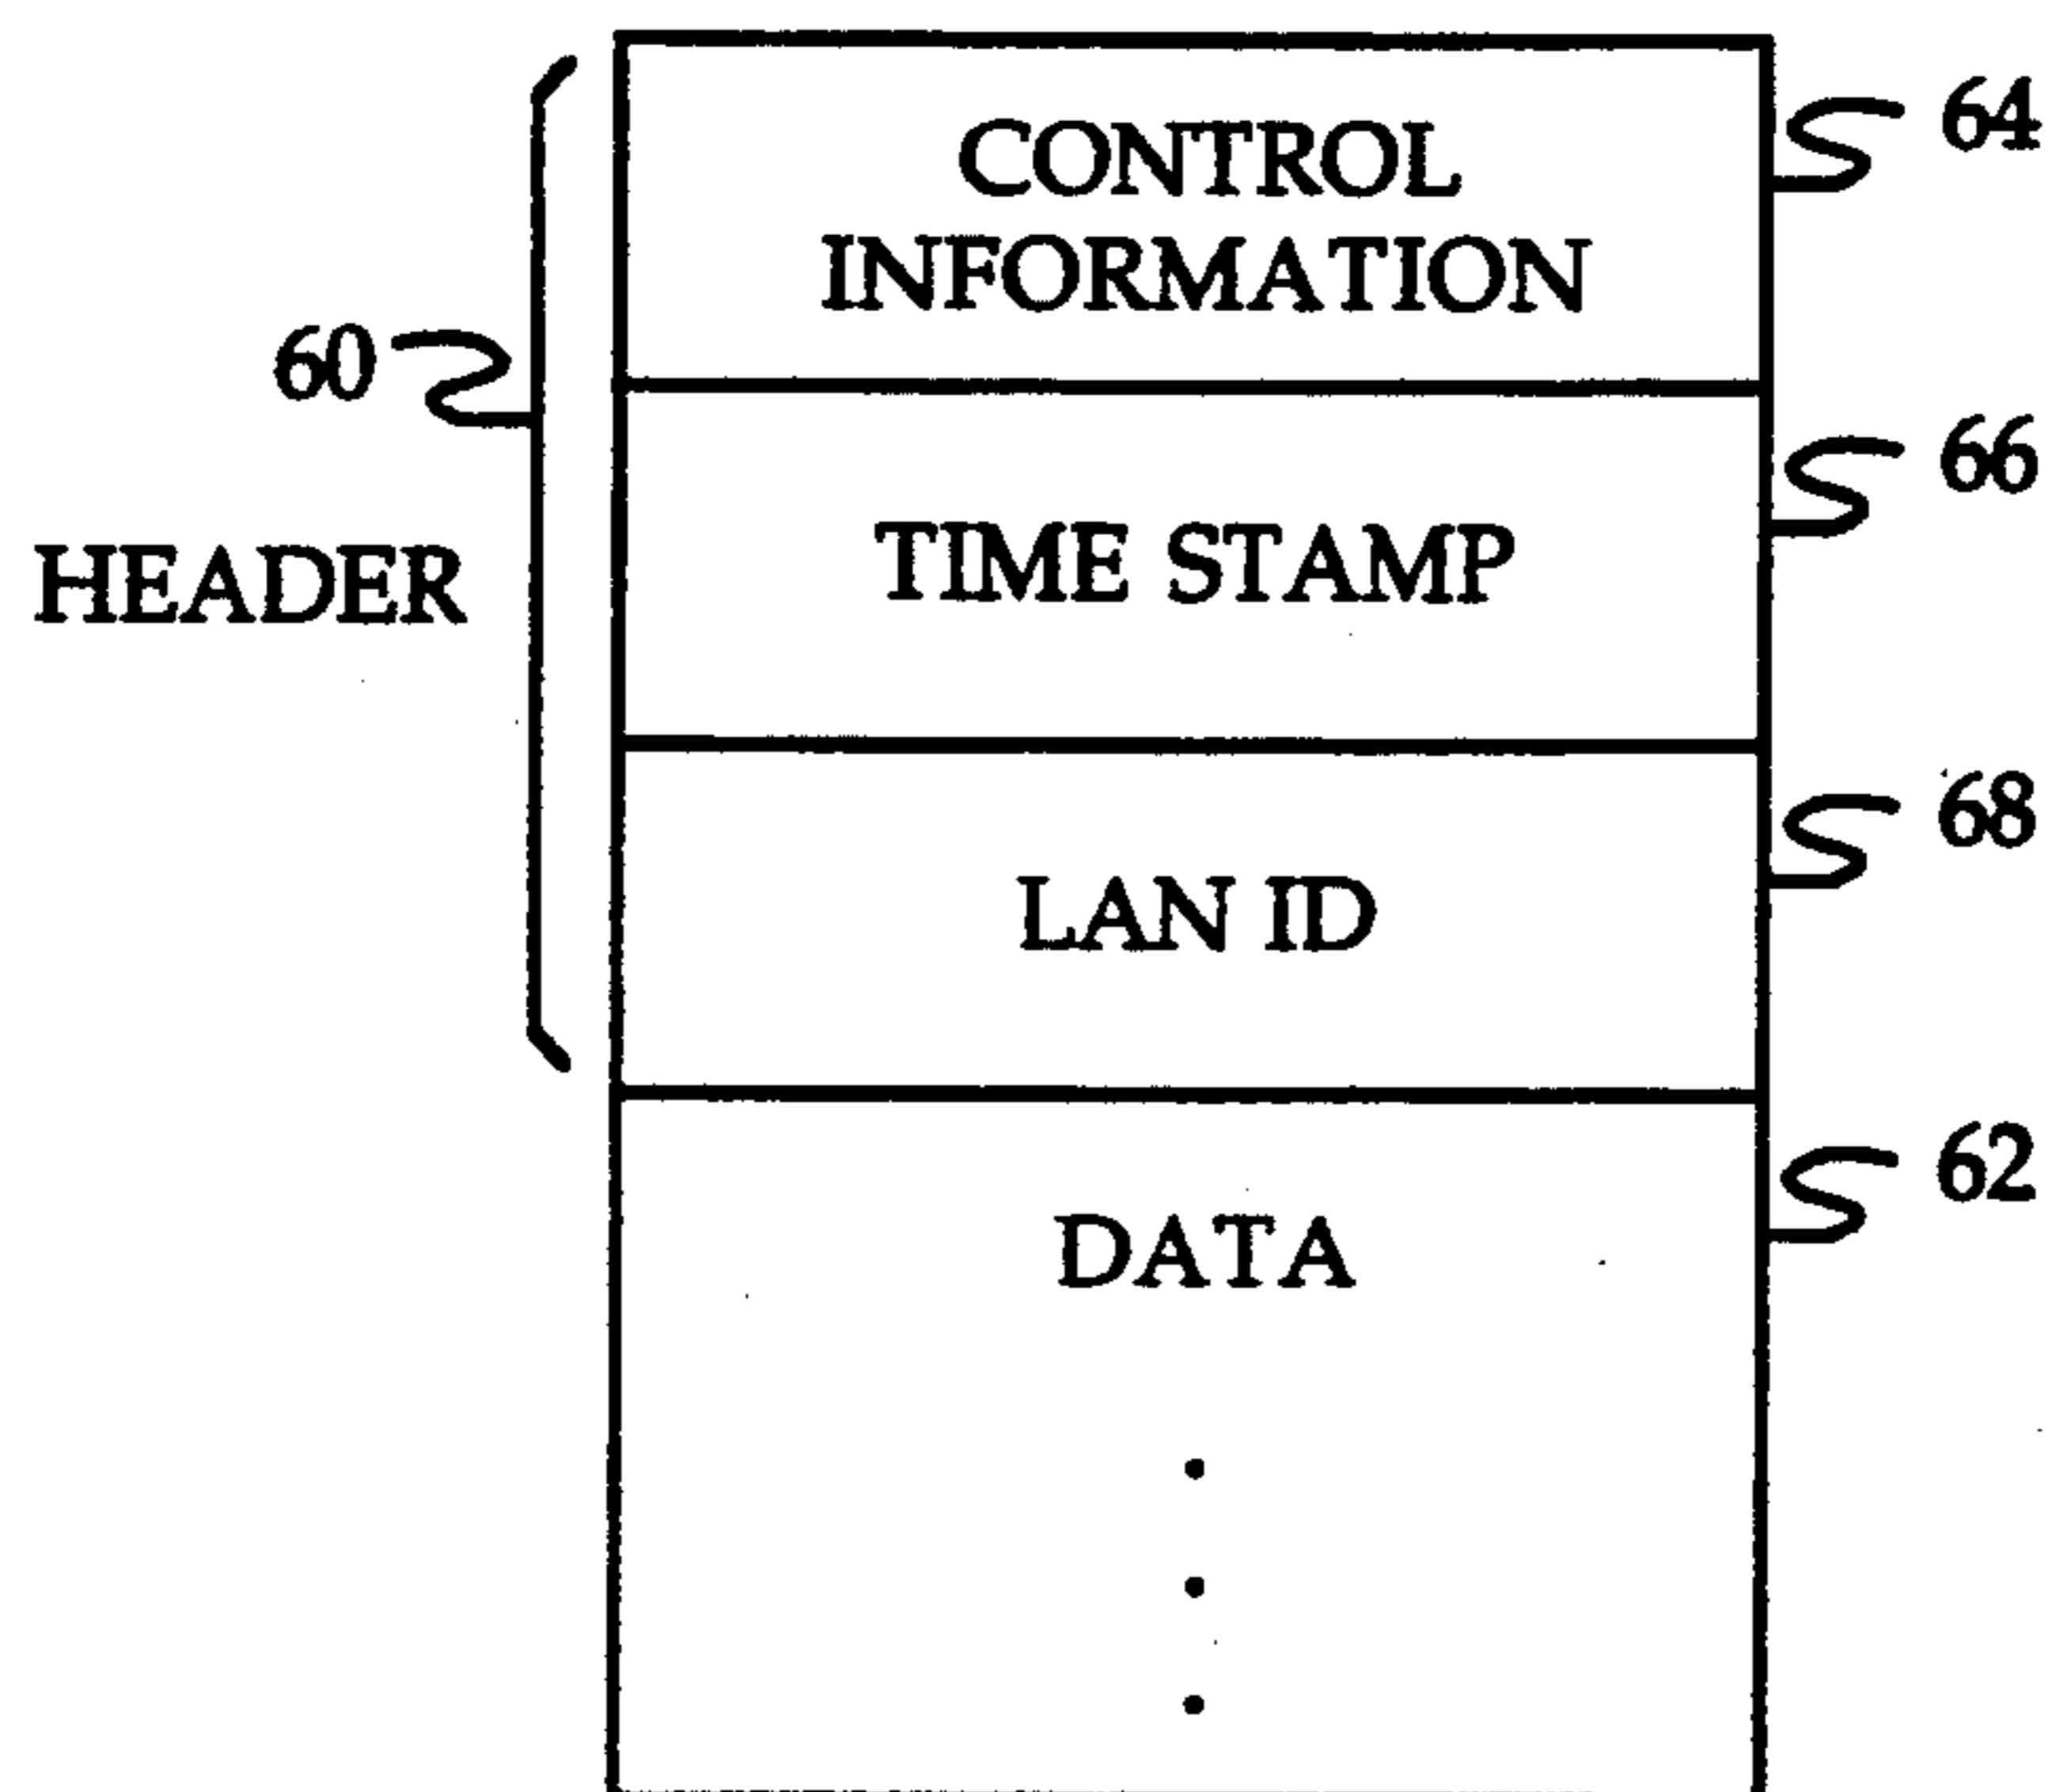 CONTROL
INFORMATION
64
60
66
HEADER
TIME STAMP
68
LAN ID
62
DATA